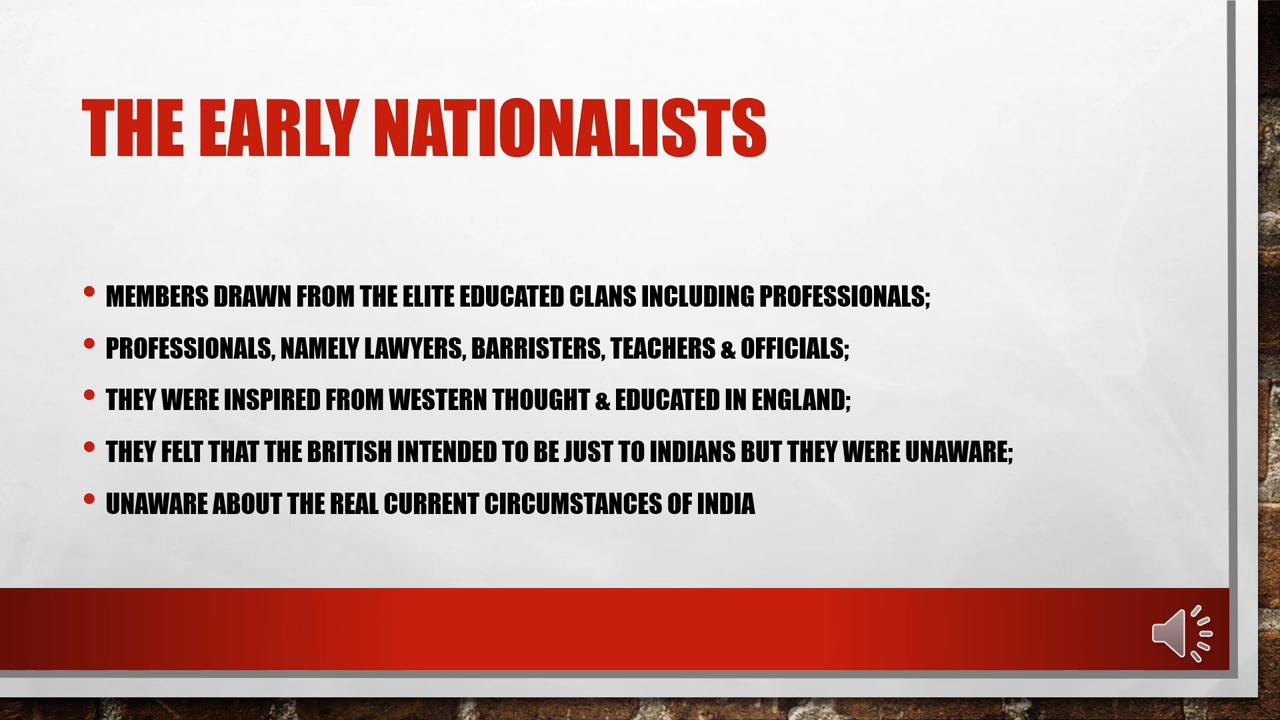 THE EARLY NATIONALISTS
• MEMBERS DRAWN FROM THE ELITE EDUCATED CLANS INCLUDING PROFESSIONALS;
• PROFESSIONALS, NAMELY LAWYERS, BARRISTERS, TEACHERS & OFFICIALS;
• THEY WERE INSPIRED FROM WESTERN THOUGHT & EDUCATED IN ENGLAND;
• THEY FELT THAT THE BRITISH INTENDED TO BE JUST TO INDIANS BUT THEY WERE UNAWARE;
• UNAWARE ABOUT THE REAL CURRENT CIRCUMSTANCES OF INDIA